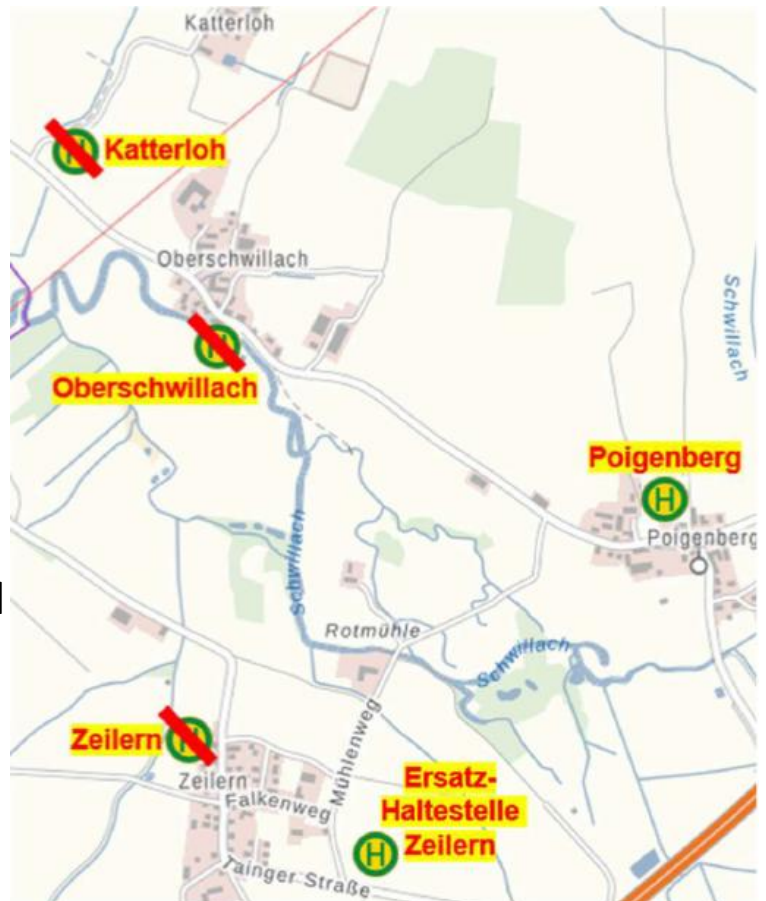 Katterloh
H Katterloh
Oberschwillach
H
Oberschwillach
Schwillach
Poigenberg
H
Poigenberg
Schwillach
Rotmühle
Schwillach
Zeilern H
Zeilern
Mühlenweg
Falkenweg
Ersatz-
Haltestelle
Zeilern
H
Tainger Straße